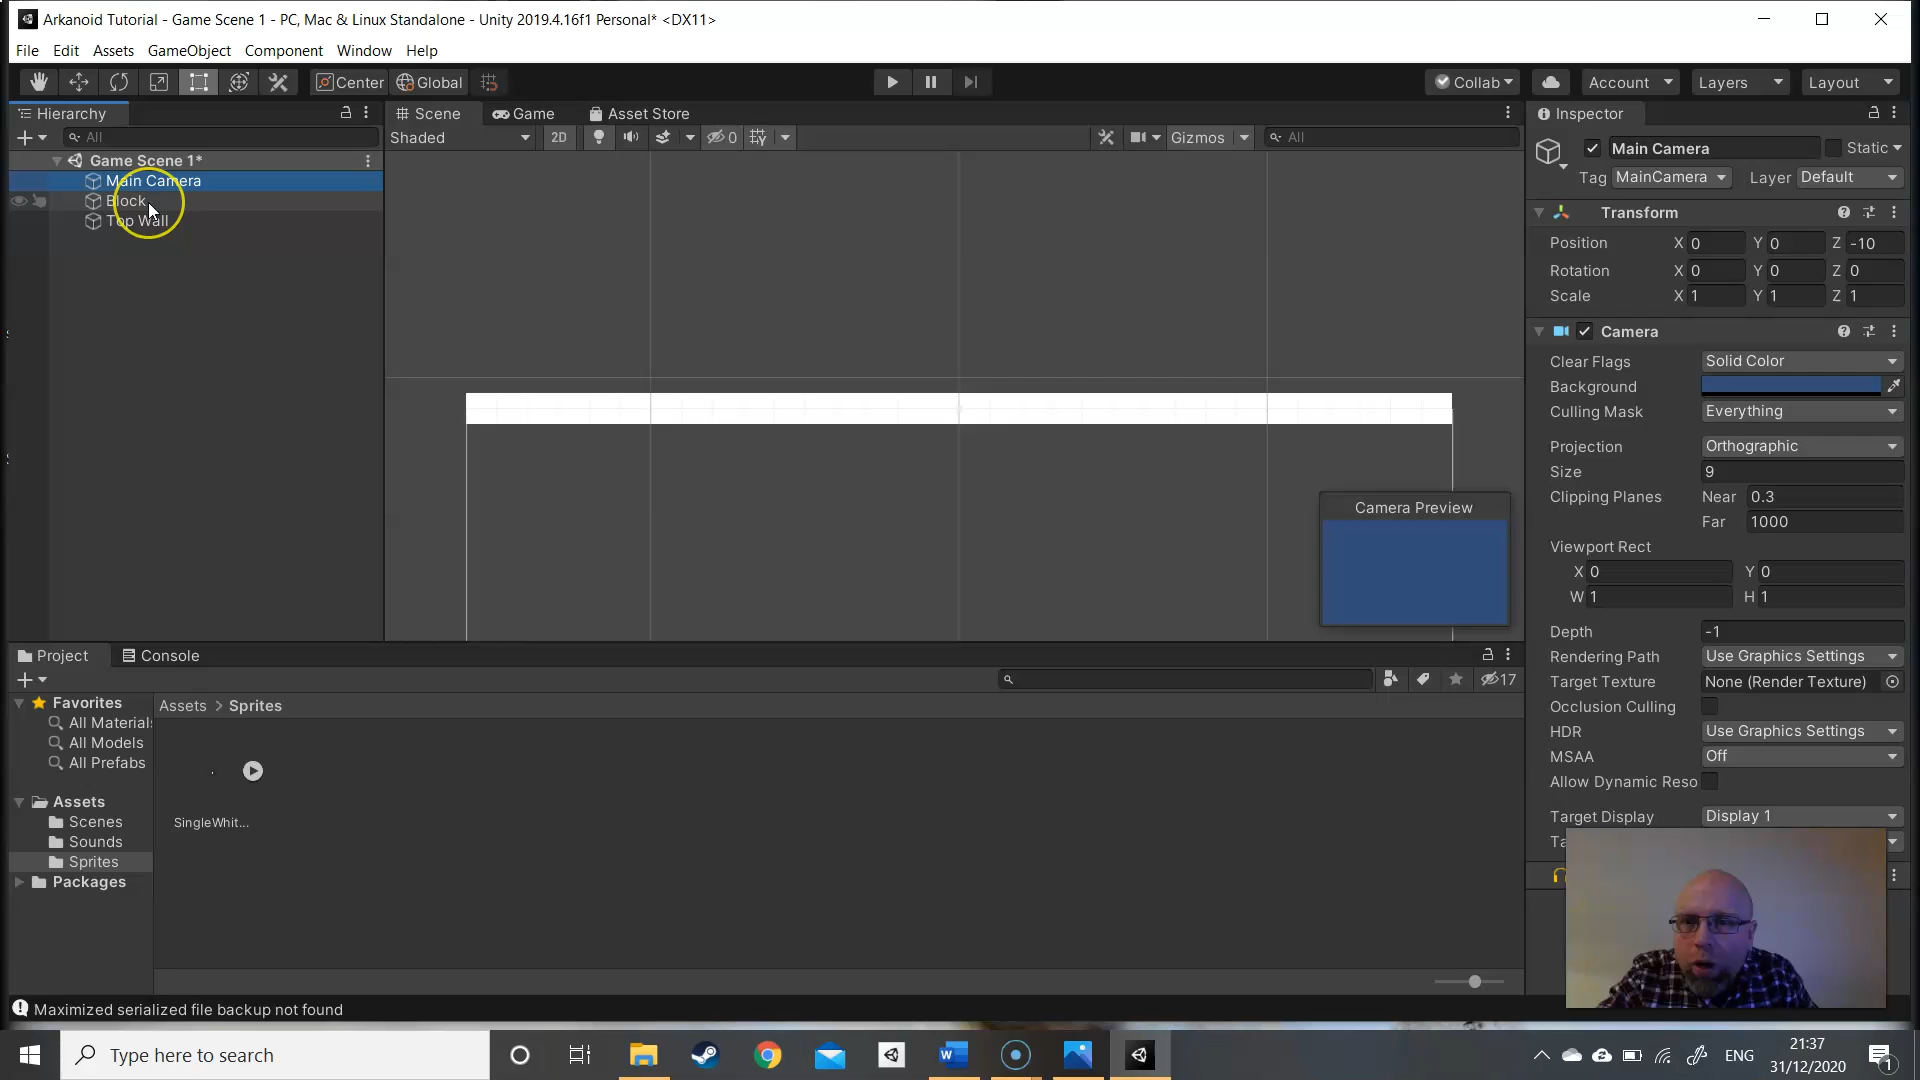 Arkanoid Tutorial - Game Scene 1 - PC, Mac & Linux Standalone - Unity 2019.4.16f1 Personal* <DX11>
File Edit Assets GameObject Component Window Help
Center Global Collab Account Layers Layout
Hierarchy
All
Game Scene 1*
Main Camera
Block
Top Wall
Scene Game Asset Store
Shaded 2D 0 Gizmos All
Camera Preview
Inspector
Main Camera Static
Tag MainCamera Layer Default
Transform
Position X 0 Y 0 Z -10
Rotation X 0 Y 0 Z 0
Scale X 1 Y 1 Z 1
Camera
Clear Flags Solid Color
Background
Culling Mask Everything
Projection Orthographic
Size 9
Clipping Planes Near 0.3
Far 1000
Viewport Rect
X 0 Y 0
W 1 H 1
Depth -1
Rendering Path Use Graphics Settings
Target Texture None (Render Texture)
Occlusion Culling
HDR Use Graphics Settings
MSAA Off
Allow Dynamic Reso
Target Display Display 1
Ta
Project Console
17
Favorites
All Materials
All Models
All Prefabs
Assets
Scenes
Sounds
Sprites
Packages
Assets > Sprites
SingleWhit...
Maximized serialized file backup not found
Type here to search
ENG
21:37
31/12/2020
1